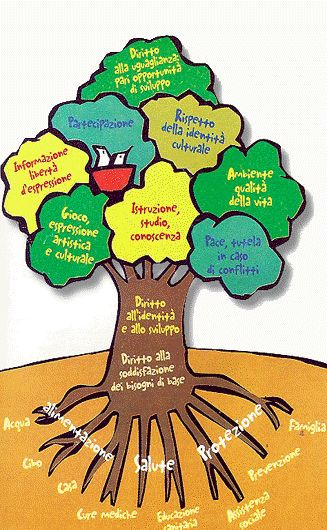 Diritto
alla uguaglianza:
pari opportunità
di sviluppo
Partecipazione
Rispetto
della identità
culturale
Informazione
libertà
d'espressione
Ambiente
qualità
della vita
Gioco,
espressione
artistica
e culturale
Istruzione,
studio,
conoscenza
Pace, tutela
in caso
di conflitti
Diritto
all'identità
e allo sviluppo
Diritto alla
soddisfazione
dei bisogni di base
alimentazione
Salute
Protezione
Acqua
Cibo
Casa
Cure mediche
Educazione
sanitaria
Assistenza
sociale
Prevenzione
Famiglia